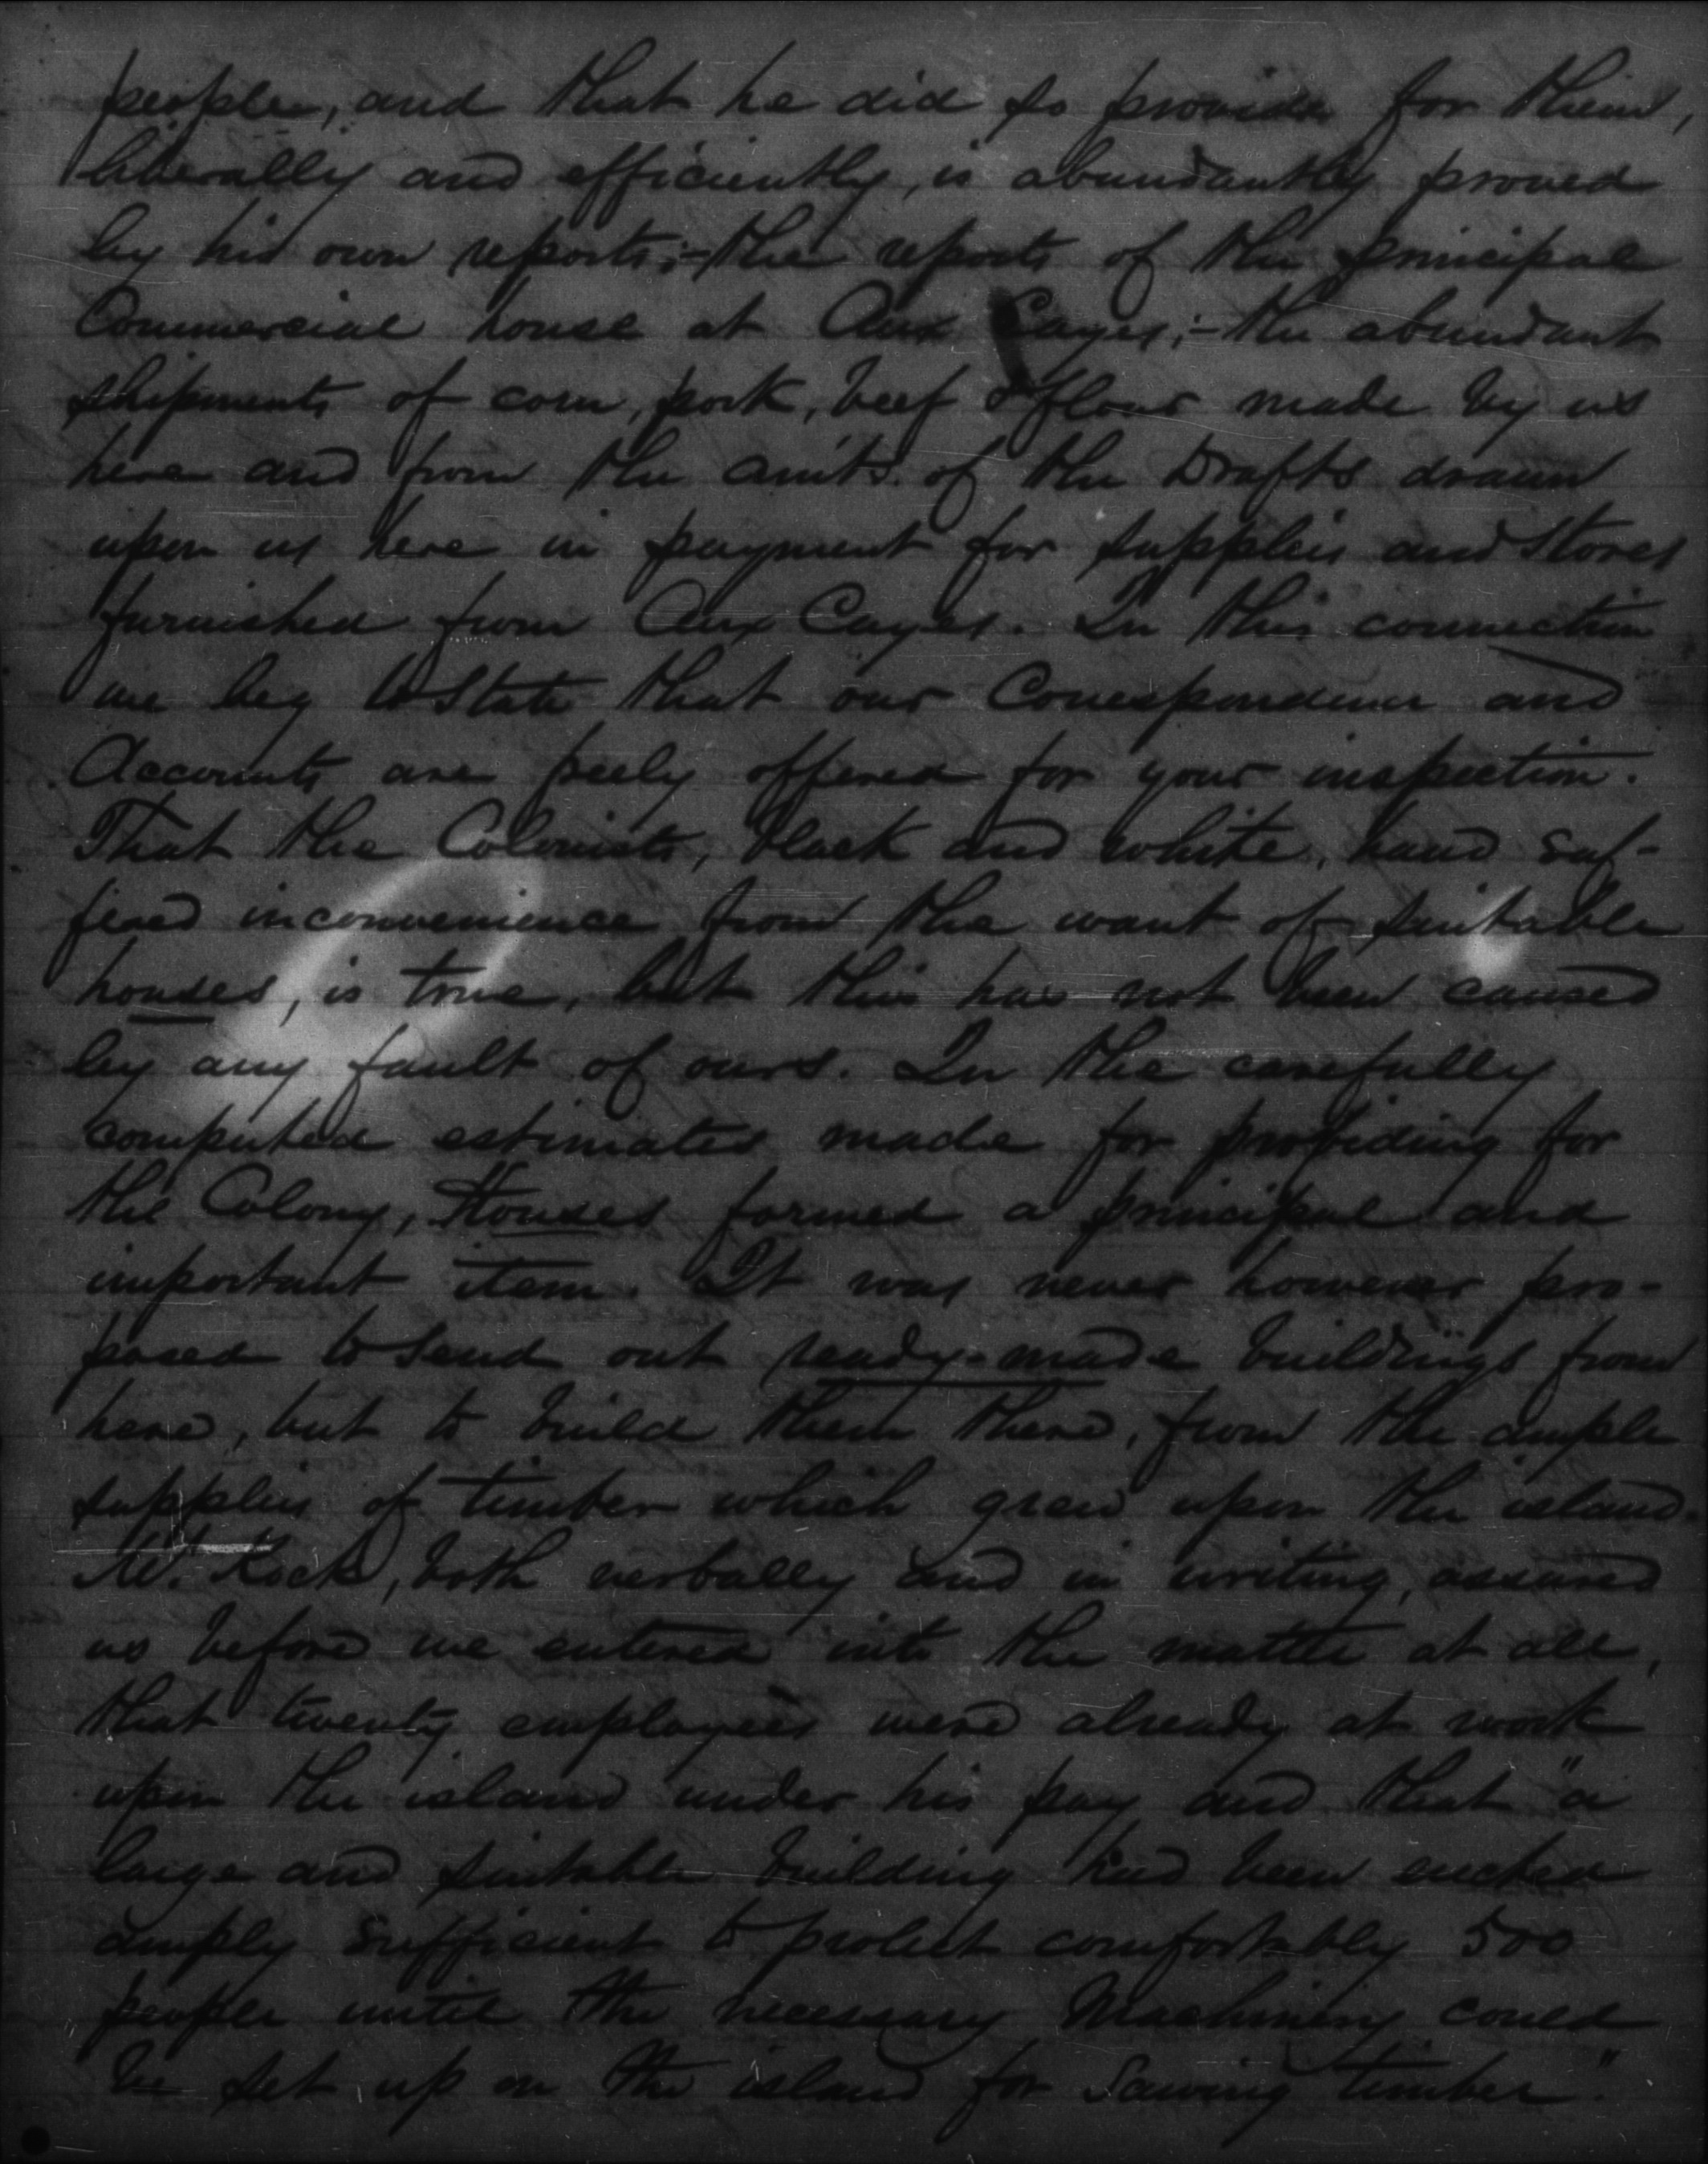 people, and that he did so provide for them,
liberally and efficiently, is abundantly proved
by his own reports;- the reports of the principal
Commercial house at Aux Cayes;- the abundant
shipments of corn, pork, beef & flour made by us
here and from the am'ts. of the Drafts drawn
upon us here in payment for supplies and Stores
furnished from Aux Cayes. In this connection
we beg to State that our Correspondence and
Accounts are freely offered for your inspection.
That the Colonists, black and white, have suf-
fered inconvenience from the want of suitable
houses, is true, but this has not been caused
by any fault of ours. In the carefully
computed estimates made for providing for
the Colony, Houses formed a principal and
important item. It was never however pro-
posed to send out ready-made buildings from
here, but to build them there, from the ample
supplies of timber which grew upon the island.
Mr. Kock, both verbally and in writing, assured
us before we entered into the matter at all,
that twenty employees were already at work
upon the island under his pay and that "a
large and suitable building had been erected
amply sufficient to protect comfortably 500
people until the necessary Machinery could
be set up on the island for Sawing timber."